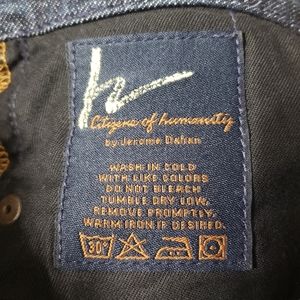 Citizens of humanity
by Jerome Dahan
WASH IN COLD
WITH LIKE COLORS
DO NOT BLEACH
TUMBLE DRY LOW,
REMOVE PROMPTLY.
WARM IRON IF DESIRED.
30°